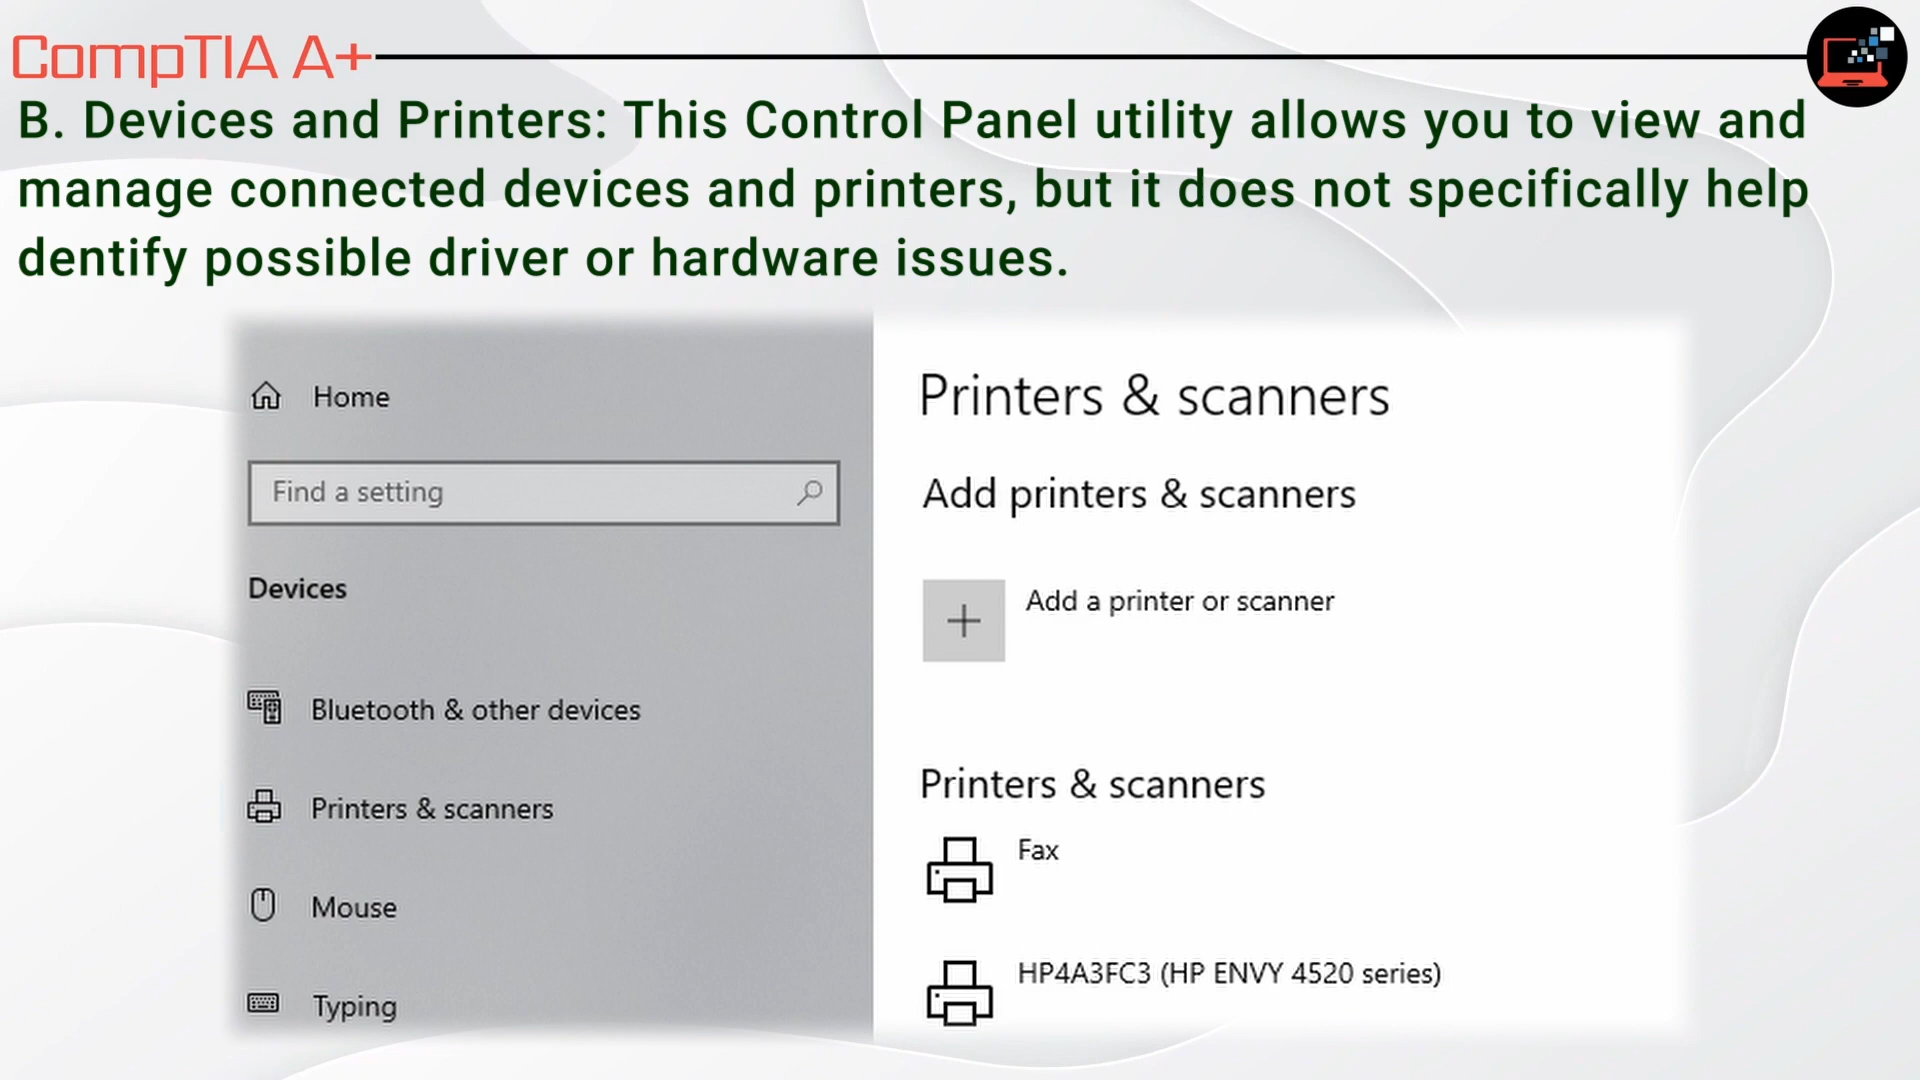 CompTIA A+
B. Devices and Printers: This Control Panel utility allows you to view and
manage connected devices and printers, but it does not specifically help
dentify possible driver or hardware issues.
Home
Find a setting
Devices
Bluetooth & other devices
Printers & scanners
Mouse
Typing
Printers & scanners
Add printers & scanners
Add a printer or scanner
Printers & scanners
Fax
HP4A3FC3 (HP ENVY 4520 series)